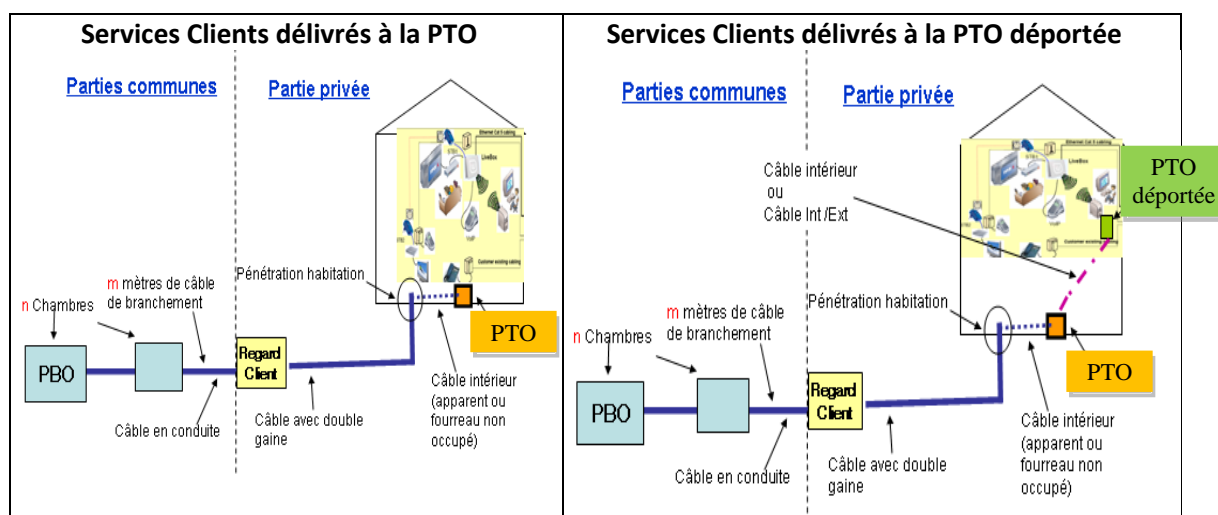 Services Clients délivrés à la PTO
Parties communes
Partie privée
Ethernet Cat 5 cabling
LiveBox
Customer existing cabling
Pénétration habitation
m mètres de câble
de branchement
n Chambres
PBO
Regard
Client
PTO
Câble intérieur
(apparent ou
fourreau non
occupé)
Câble avec double
gaine
Câble en conduite
Services Clients délivrés à la PTO déportée
Parties communes
Partie privée
Ethernet Cat 5 cabling
LiveBox
Customer existing cabling
PTO
déportée
Câble intérieur
ou
Câble Int /Ext
Pénétration habitation
m mètres de câble
de branchement
n Chambres
PBO
Regard
Client
PTO
Câble intérieur
(apparent ou
fourreau non
occupé)
Câble avec double
gaine
Câble en conduite